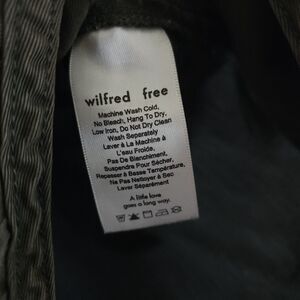 wilfred free
Machine Wash Cold,
No Bleach, Hang To Dry,
Low Iron, Do Not Dry Clean
Wash Separately
Laver À La Machine À
L'eau Froide,
Pas De Blanchiment,
Suspendre Pour Sécher,
Repasser à Basse Température,
Ne Pas Nettoyer à Sec
Laver Séparément
A little love
goes a long way.